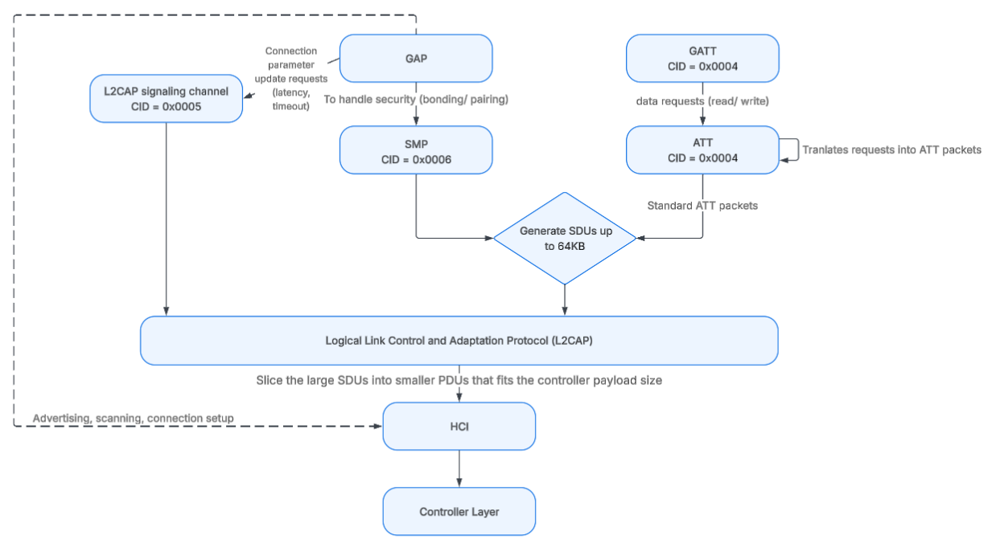 GAP
GATT
CID = 0x0004
Connection
parameter
update requests
(latency,
timeout)
L2CAP signaling channel
CID = 0x0005
To handle security (bonding/ pairing)
data requests (read/ write)
SMP
CID = 0x0006
ATT
CID = 0x0004
Tranlates requests into ATT packets
Standard ATT packets
Generate SDUs up
to 64KB
Logical Link Control and Adaptation Protocol (L2CAP)
Slice the large SDUs into smaller PDUs that fits the controller payload size
Advertising, scanning, connection setup
HCI
Controller Layer